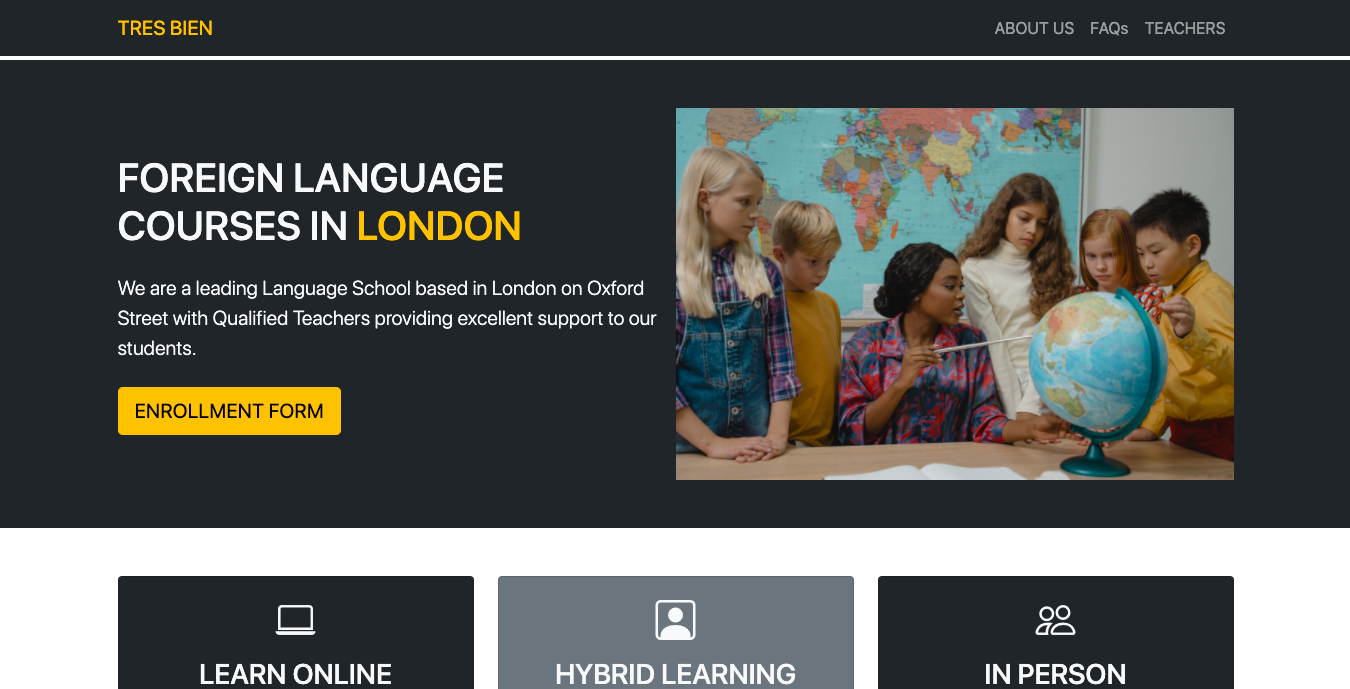 TRES BIEN
ABOUT US FAQs TEACHERS
FOREIGN LANGUAGE
COURSES IN LONDON
We are a leading Language School based in London on Oxford
Street with Qualified Teachers providing excellent support to our
students.
ENROLLMENT FORM
LEARN ONLINE
HYBRID LEARNING
IN PERSON